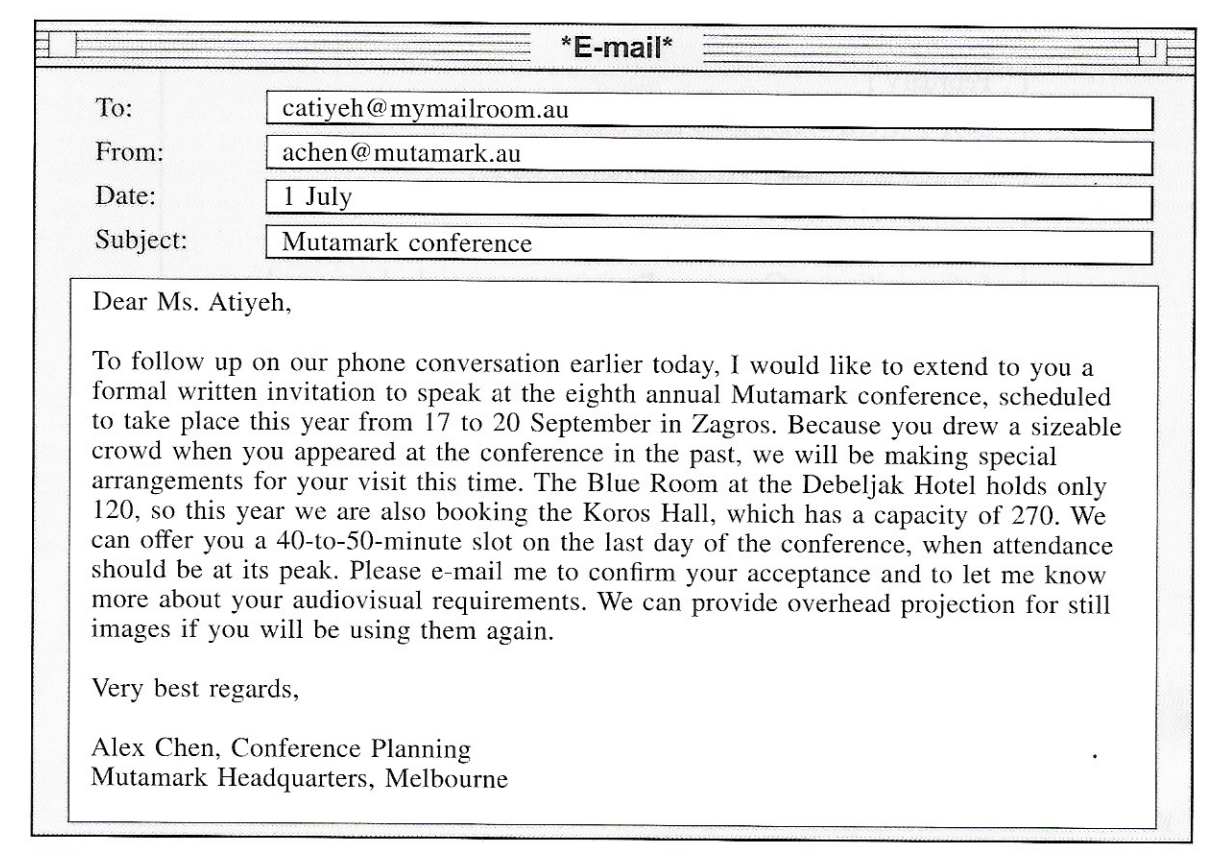 *E-mail*
To: catiyeh@mymailroom.au
From: achen@mutamark.au
Date: 1 July
Subject: Mutamark conference
Dear Ms. Atiyeh,
To follow up on our phone conversation earlier today, I would like to extend to you a
formal written invitation to speak at the eighth annual Mutamark conference, scheduled
to take place this year from 17 to 20 September in Zagros. Because you drew a sizeable
crowd when you appeared at the conference in the past, we will be making special
arrangements for your visit this time. The Blue Room at the Debeljak Hotel holds only
120, so this year we are also booking the Koros Hall, which has a capacity of 270. We
can offer you a 40-to-50-minute slot on the last day of the conference, when attendance
should be at its peak. Please e-mail me to confirm your acceptance and to let me know
more about your audiovisual requirements. We can provide overhead projection for still
images if you will be using them again.
Very best regards,
Alex Chen, Conference Planning
Mutamark Headquarters, Melbourne